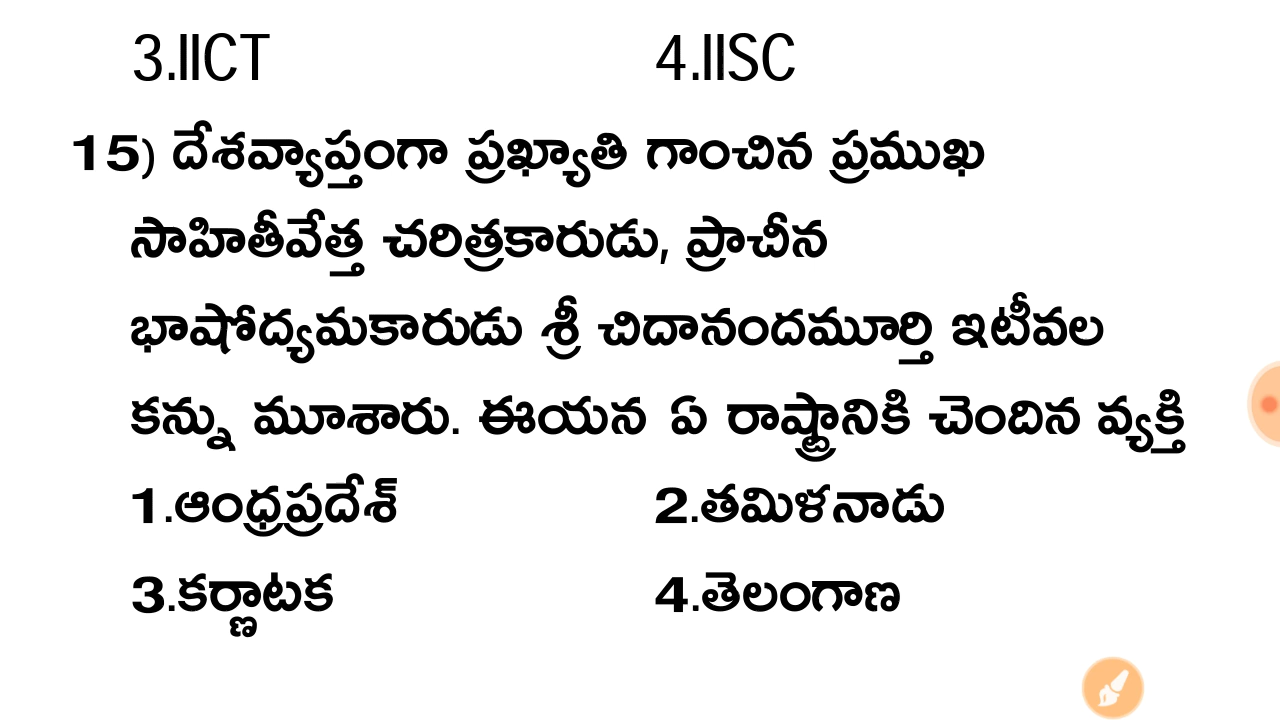 3.IICT 4.IISC
15) దేశవ్యాప్తంగా ప్రఖ్యాతి గాంచిన ప్రముఖ
సాహితీవేత్త చరిత్రకారుడు, ప్రాచీన
భాషోద్యమకారుడు శ్రీ చిదానందమూర్తి ఇటీవల
కన్ను మూశారు. ఈయన ఏ రాష్ట్రానికి చెందిన వ్యక్తి
1.ఆంధ్రప్రదేశ్ 2.తమిళనాడు
3.కర్ణాటక 4.తెలంగాణ